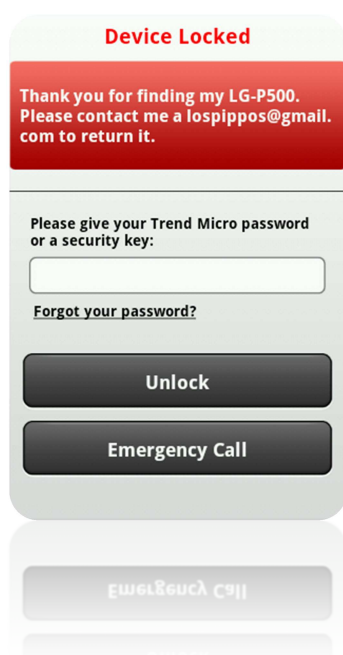 Device Locked
Thank you for finding my LG-P500.
Please contact me a lospippos@gmail.
com to return it.
Please give your Trend Micro password
or a security key:
Forgot your password?
Unlock
Emergency Call
Emergency Call